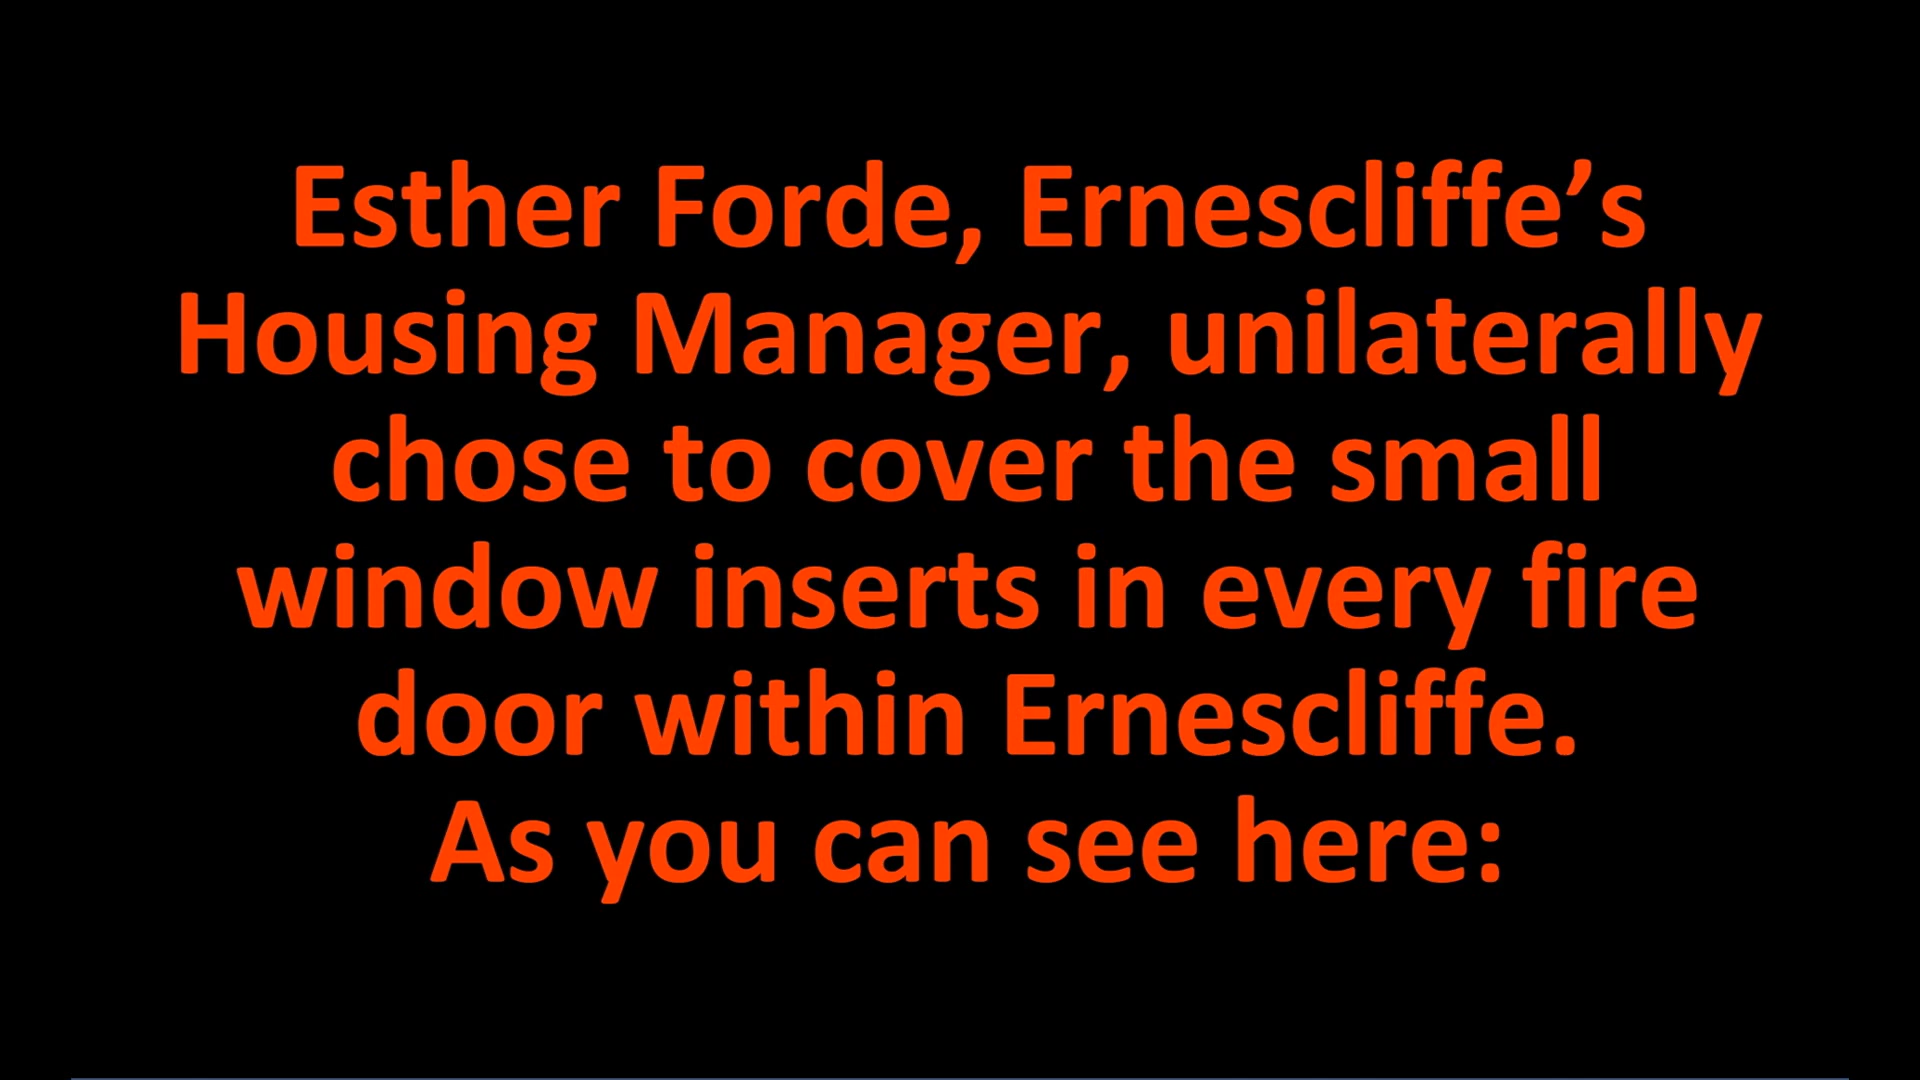 Esther Forde, Ernescliffe’s
Housing Manager, unilaterally
chose to cover the small
window inserts in every fire
door within Ernescliffe.
As you can see here: